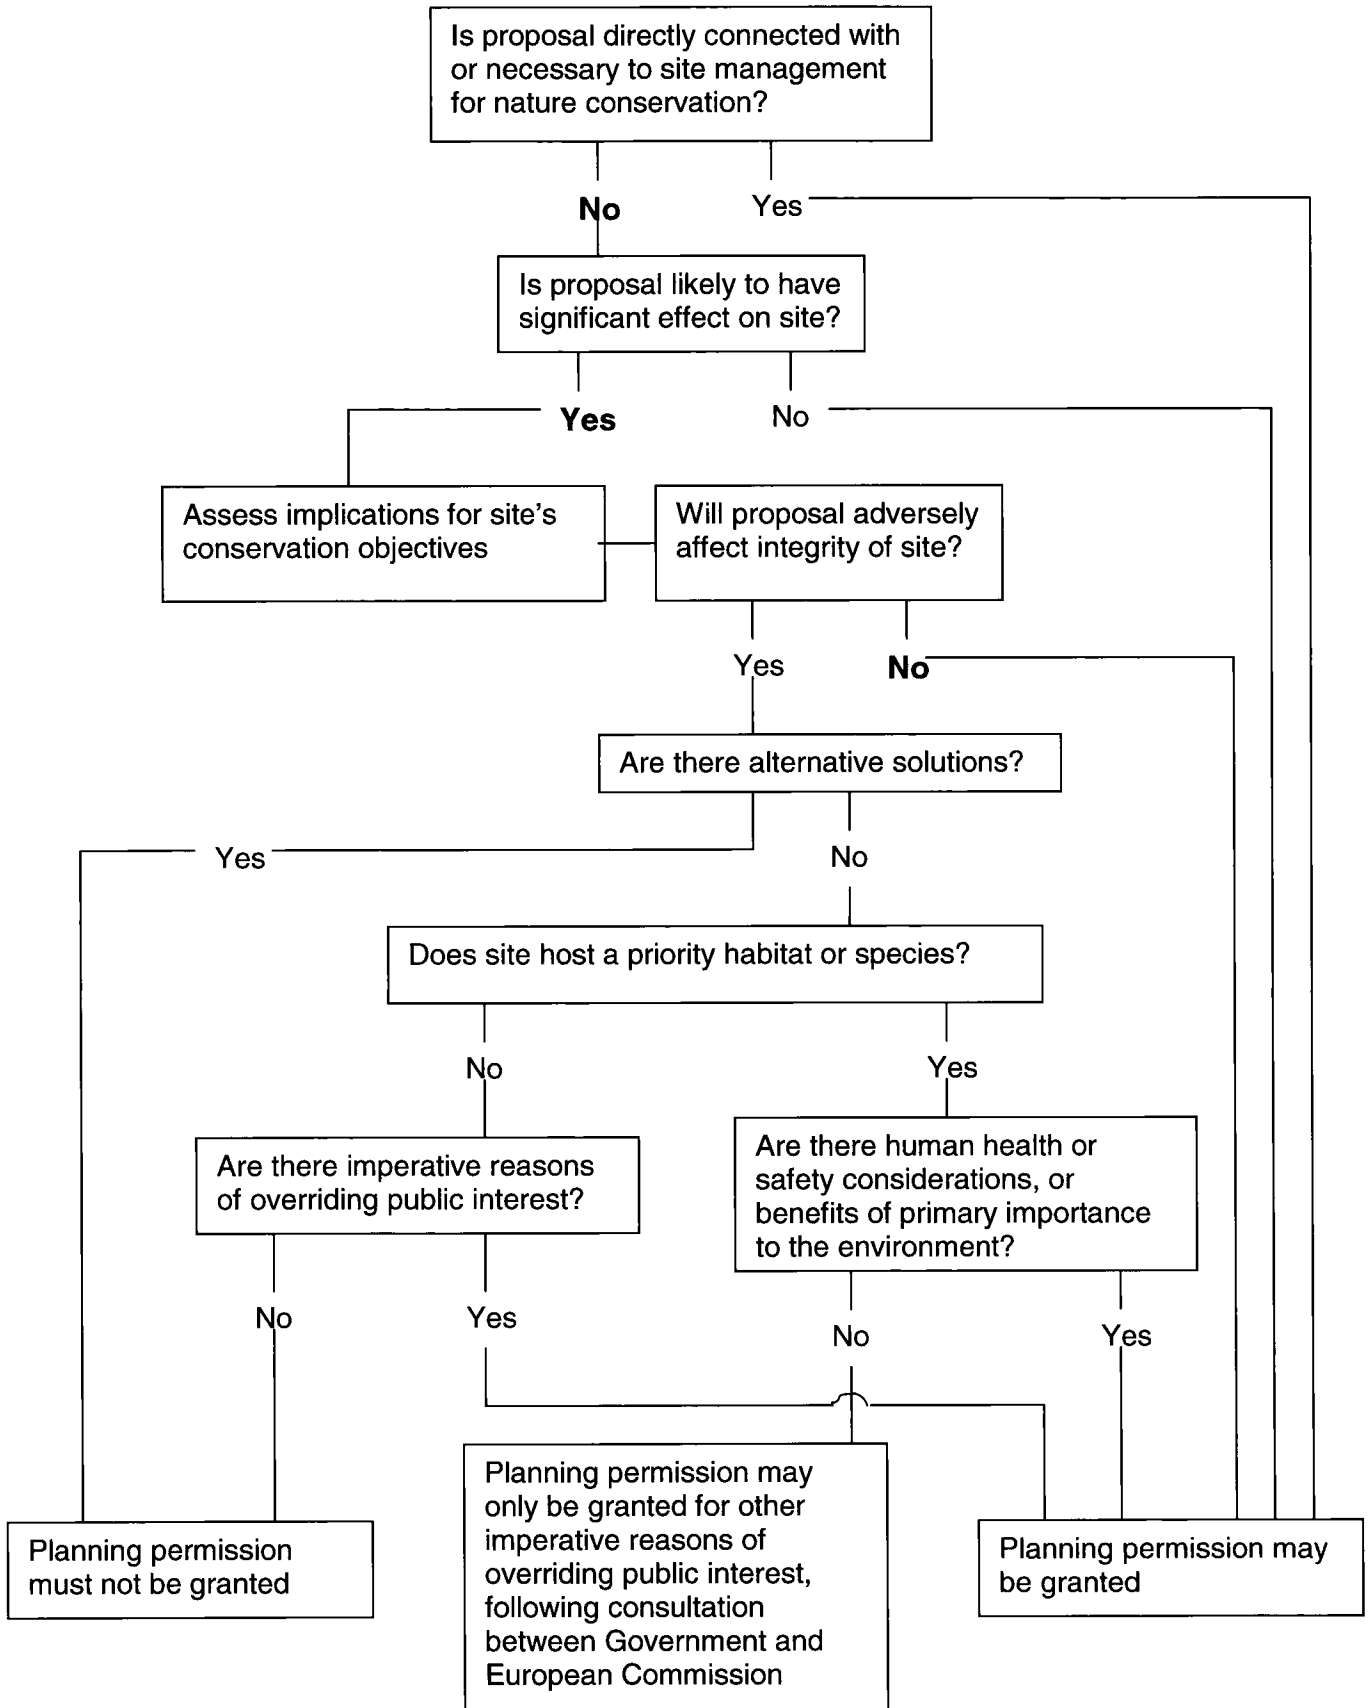 Is proposal directly connected with
or necessary to site management
for nature conservation?
No
Yes
Is proposal likely to have
significant effect on site?
Yes
No
Assess implications for site's
conservation objectives
Will proposal adversely
affect integrity of site?
Yes
No
Are there alternative solutions?
Yes
No
Does site host a priority habitat or species?
No
Yes
Are there imperative reasons
of overriding public interest?
Are there human health or
safety considerations, or
benefits of primary importance
to the environment?
No
Yes
No
Yes
Planning permission
must not be granted
Planning permission may
only be granted for other
imperative reasons of
overriding public interest,
following consultation
between Government and
European Commission
Planning permission may
be granted